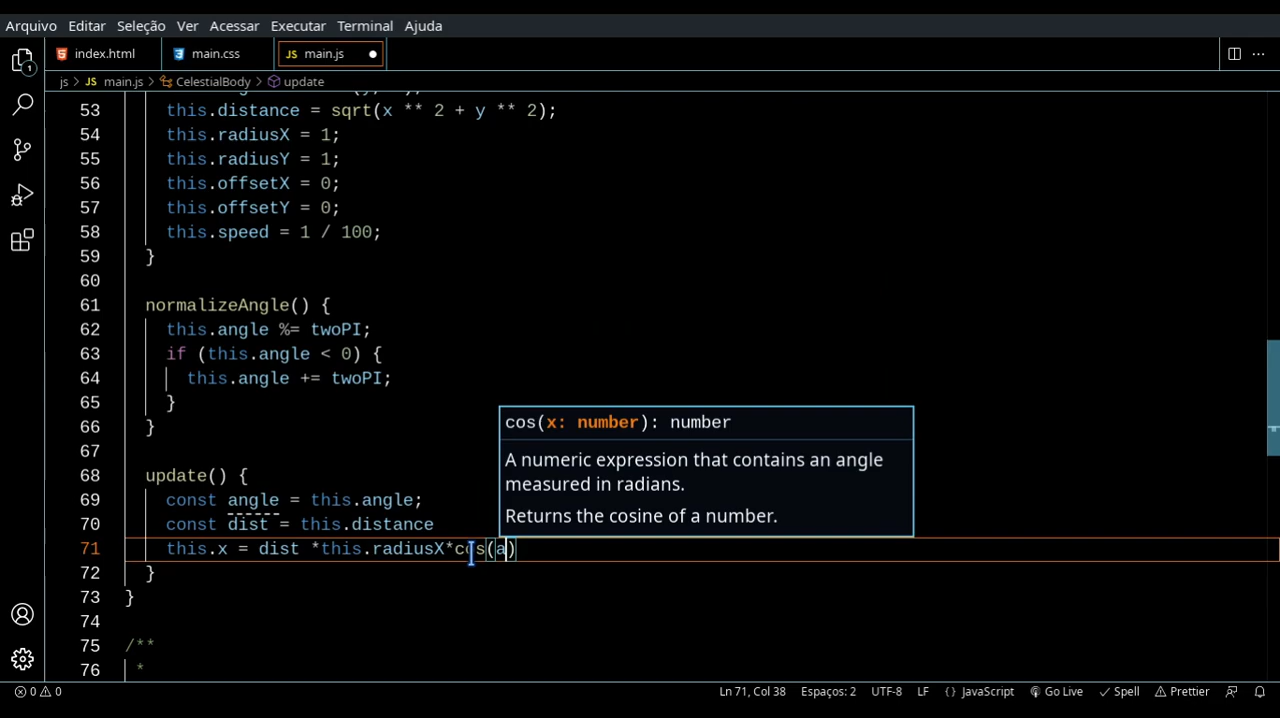 Arquivo Editar Seleção Ver Acessar Executar Terminal Ajuda
index.html main.css JS main.js
js > JS main.js > CelestialBody > update
53 this.distance = sqrt(x ** 2 + y ** 2);
54 this.radiusX = 1;
55 this.radiusY = 1;
56 this.offsetX = 0;
57 this.offsetY = 0;
58 this.speed = 1 / 100;
59 }
60
61 normalizeAngle() {
62 this.angle %= twoPI;
63 if (this.angle < 0) {
64 this.angle += twoPI;
65 }
66 }
67
68 update() {
69 const angle = this.angle;
70 const dist = this.distance
71 this.x = dist *this.radiusX*cos(a)
72 }
73 }
74
75 /**
76 *
cos(x: number): number
A numeric expression that contains an angle
measured in radians.
Returns the cosine of a number.
1
0 0 Ln 71, Col 38 Espaços: 2 UTF-8 LF {} JavaScript Go Live Spell Prettier